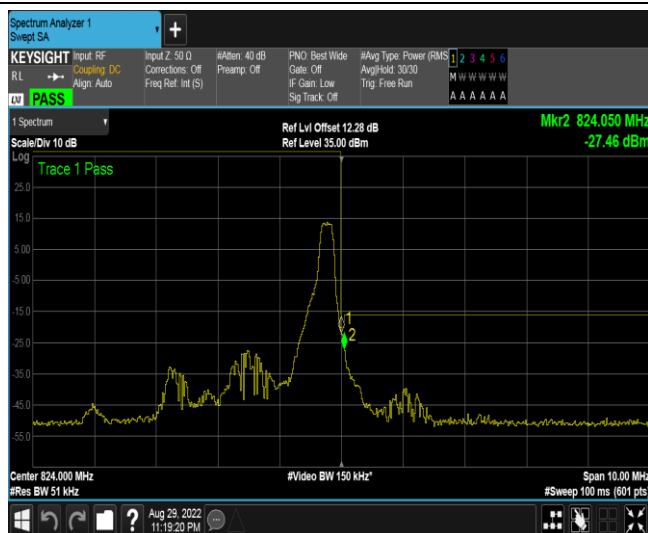 Spectrum Analyzer 1
Swept SA
+
KEYSIGHT
RL
PASS
Input: RF
Coupling: DC
Align: Auto
Input Z: 50 Ω
Corrections: Off
Freq Ref: Int (S)
#Atten: 40 dB
Preamp: Off
PNO: Best Wide
Gate: Off
IF Gain: Low
Sig Track: Off
#Avg Type: Power (RMS
Avg|Hold: 30/30
Trig: Free Run
1 2 3 4 5 6
M W W W W W
A A A A A A
1 Spectrum
Scale/Div 10 dB
Ref Lvl Offset 12.28 dB
Ref Level 35.00 dBm
Mkr2 824.050 MHz
-27.46 dBm
Log
Trace 1 Pass
25.0
15.0
5.00
-5.00
-15.0
-25.0
-35.0
-45.0
-55.0
1
2
Center 824.000 MHz
#Res BW 51 kHz
#Video BW 150 kHz*
Span 10.00 MHz
#Sweep 100 ms (601 pts)
?
Aug 29, 2022
11:19:20 PM